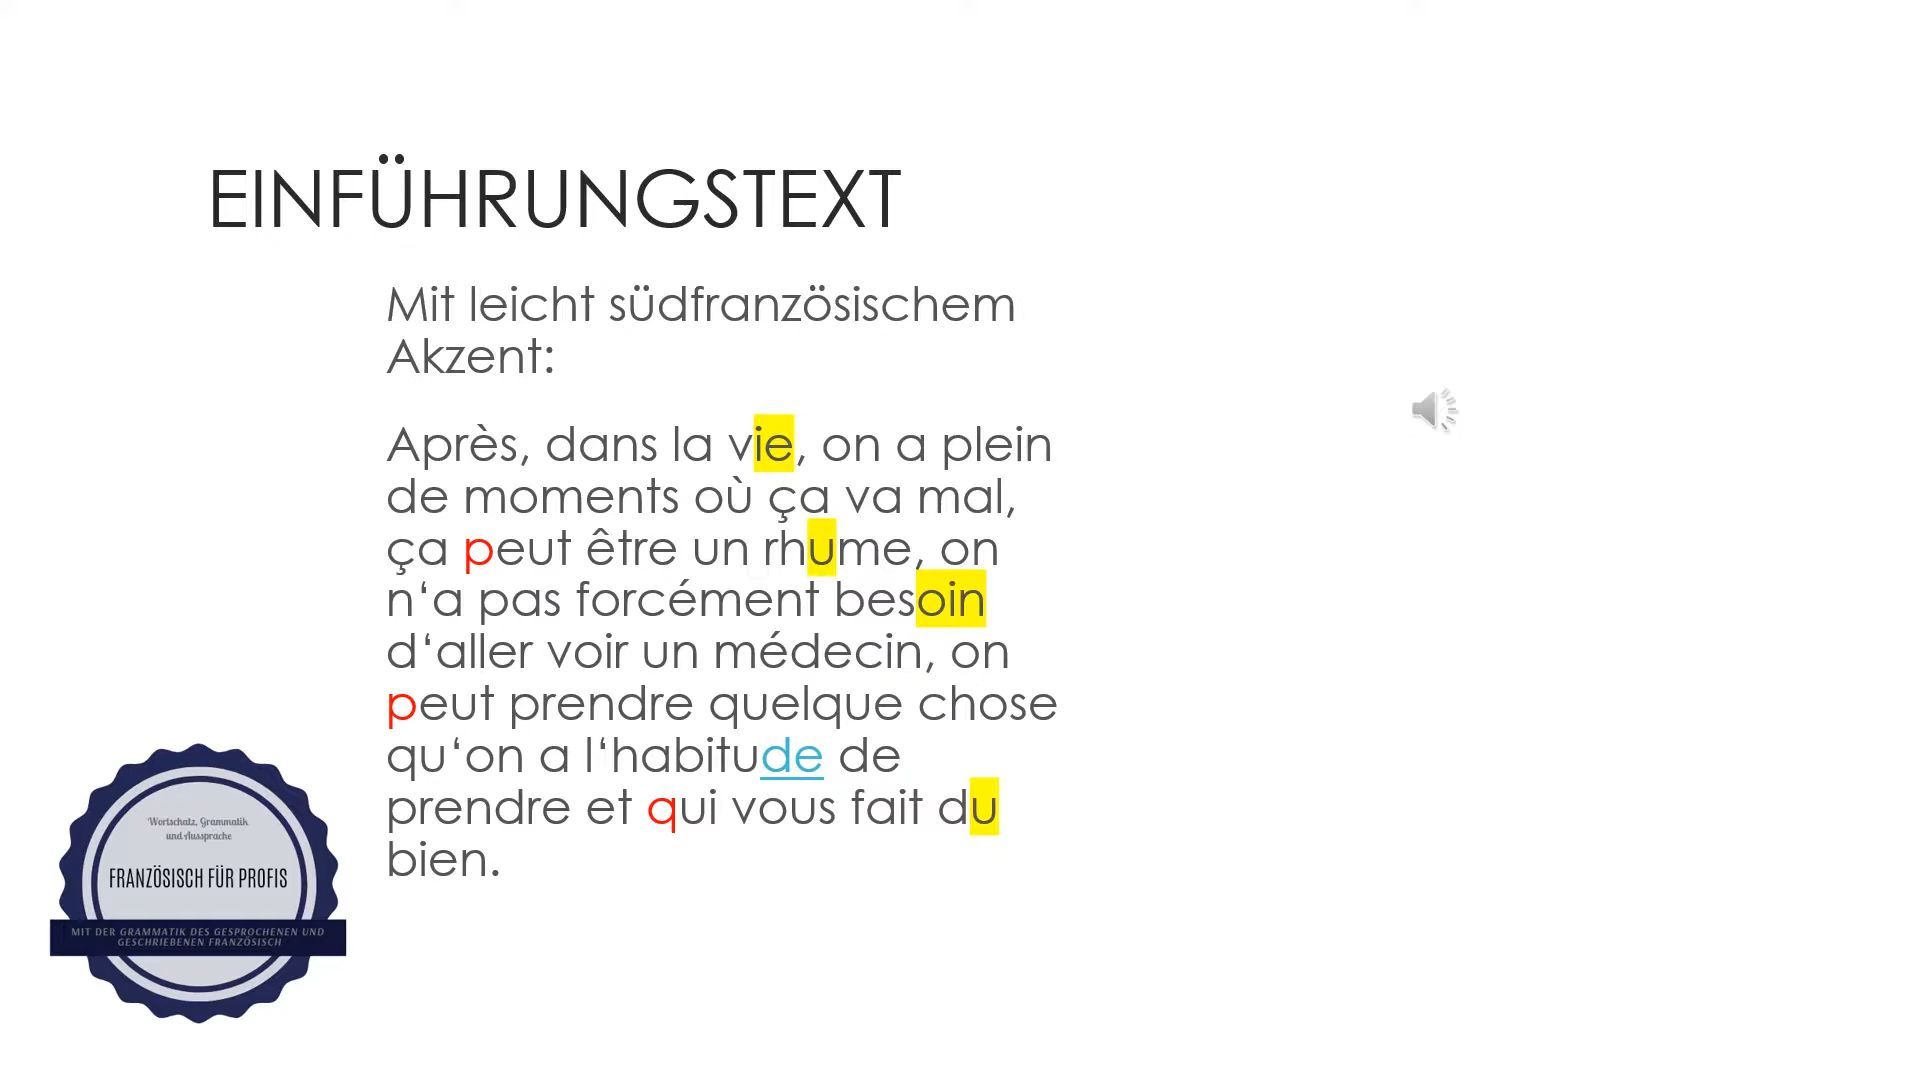 EINFÜHRUNGSTEXT
Mit leicht südfranzösischem
Akzent:
Après, dans la vie, on a plein
de moments où ça va mal,
ça peut être un rhume, on
n‘a pas forcément besoin
d‘aller voir un médecin, on
peut prendre quelque chose
qu‘on a l‘habitude de
prendre et qui vous fait du
bien.
Wortschatz, Grammatik
und Aussprache
FRANZÖSISCH FÜR PROFIS
MIT DER GRAMMATIK DES GESPROCHENEN UND
GESCHRIEBENEN FRANZÖSISCH